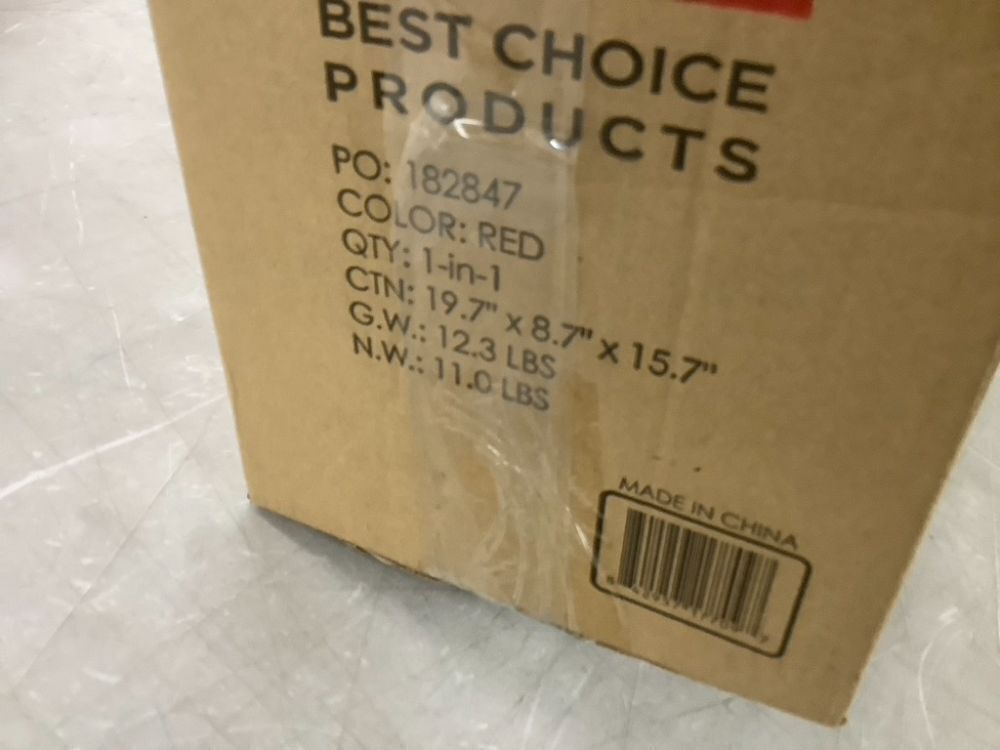 BEST CHOICE
PRODUCTS
PO: 182847
COLOR: RED
QTY: 1-in-1
CTN: 19.7" x 8.7" x 15.7"
G.W.: 12.3 LBS
N.W.: 11.0 LBS
MADE IN CHINA